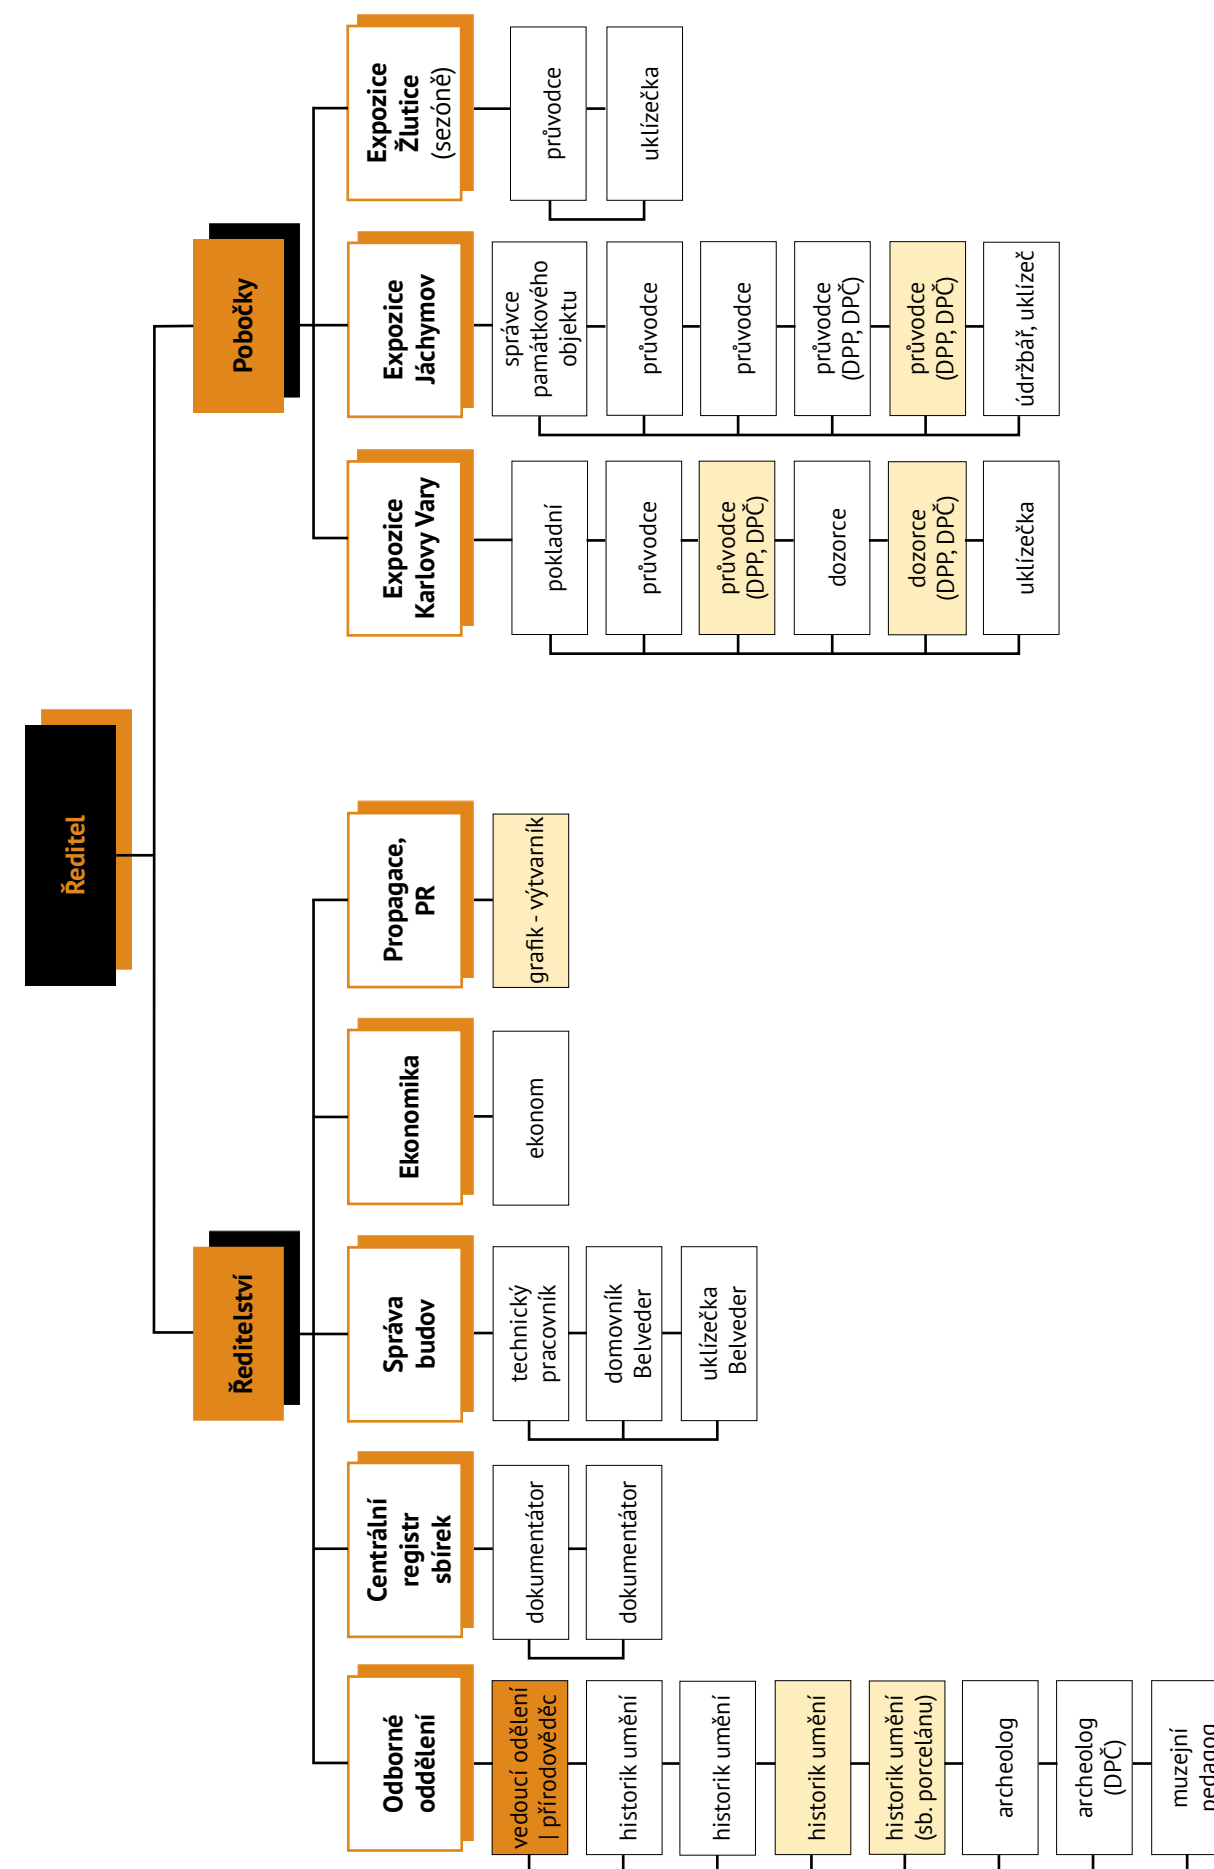 Ředitel
Ředitelství
Pobočky
Odborné
oddělení
Centrální
registr
sbírek
Správa
budov
Ekonomika
Propagace,
PR
Expozice
Karlovy Vary
Expozice
Jáchymov
Expozice
Žlutice
(sezóně)
vedoucí odělení
| přírodověděc
historik umění
historik umění
historik umění
historik umění
(sb. porcelánu)
archeolog
archeolog
(DPČ)
muzejní
pedagog
dokumentátor
dokumentátor
technický
pracovník
domovník
Belveder
uklízečka
Belveder
ekonom
grafik - výtvarník
pokladní
průvodce
průvodce
(DPP, DPČ)
dozorce
dozorce
(DPP, DPČ)
uklízečka
správce
památkového
objektu
průvodce
průvodce
průvodce
(DPP, DPČ)
průvodce
(DPP, DPČ)
údržbář, uklízeč
průvodce
uklízečka